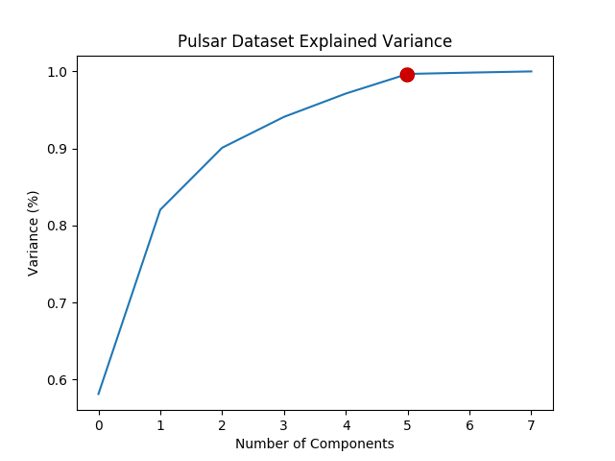 Pulsar Dataset Explained Variance
1.0
0.9
0.8
0.7
0.6
Variance (%)
0 1 2 3 4 5 6 7
Number of Components